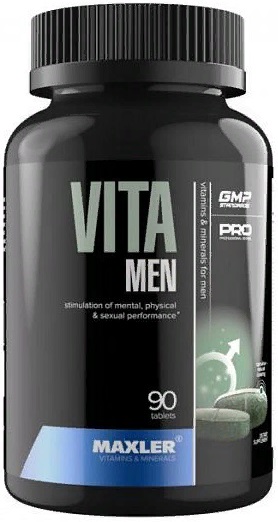 VITA
MEN
stimulation of mental, physical
& sexual performance*
90
tablets
MAXLER®
VITAMINS & MINERALS
vitamins & minerals for men
GMP
STANDARDS
PRO